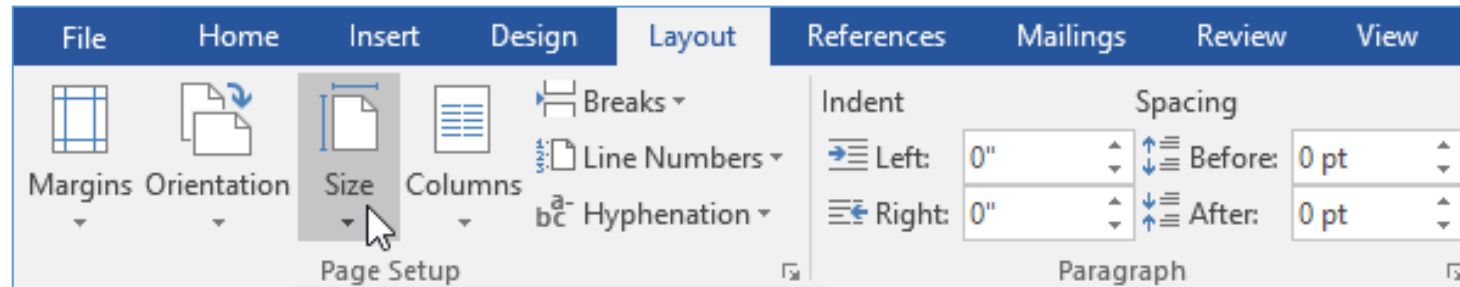 File Home Insert Design Layout References Mailings Review View
Breaks Indent Spacing
Line Numbers Left: 0" Before: 0 pt
Margins Orientation Size Columns
Hyphenation Right: 0" After: 0 pt
Page Setup Paragraph